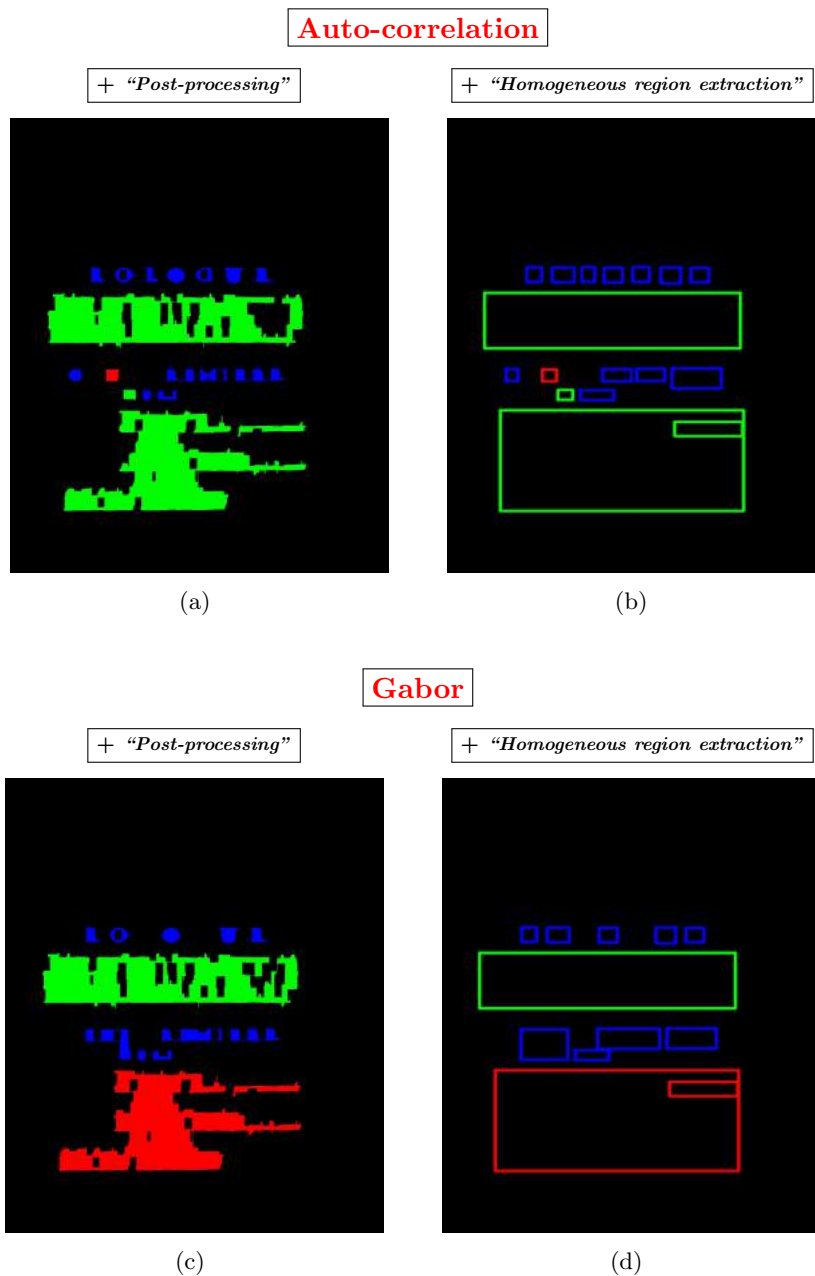 Auto-correlation
+ “Post-processing” + “Homogeneous region extraction”
(a) (b)
Gabor
+ “Post-processing” + “Homogeneous region extraction”
(c) (d)